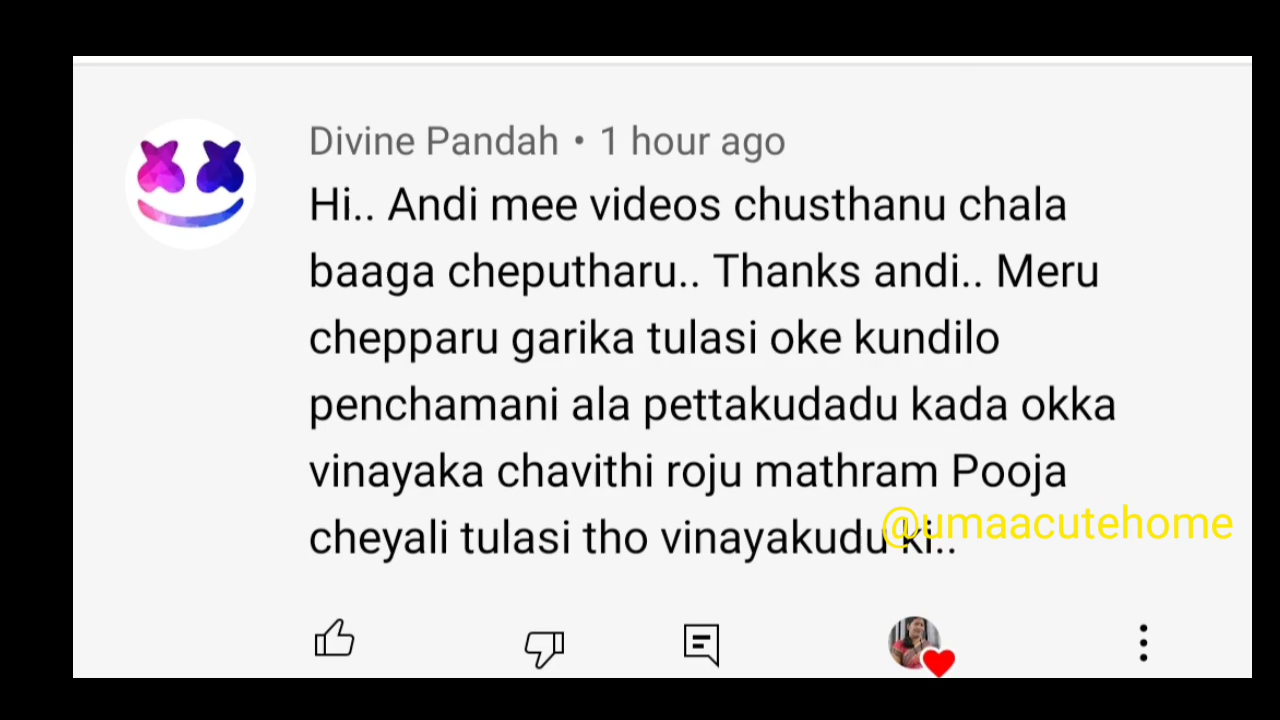 Divine Pandah • 1 hour ago
Hi.. Andi mee videos chusthanu chala
baaga cheputharu.. Thanks andi.. Meru
chepparu garika tulasi oke kundilo
penchamani ala pettakudadu kada okka
vinayaka chavithi roju mathram Pooja
cheyali tulasi tho vinayakudu ki..
@umaacutehome